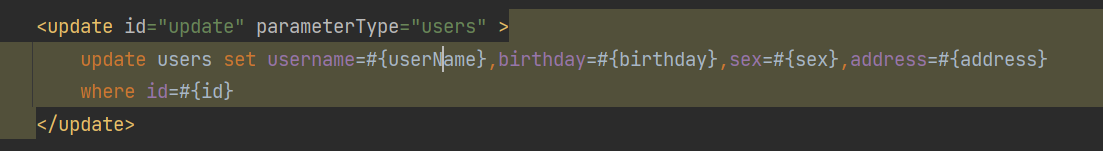 <update id="update" parameterType="users" >
update users set username=#{userName},birthday=#{birthday},sex=#{sex},address=#{address}
where id=#{id}
</update>